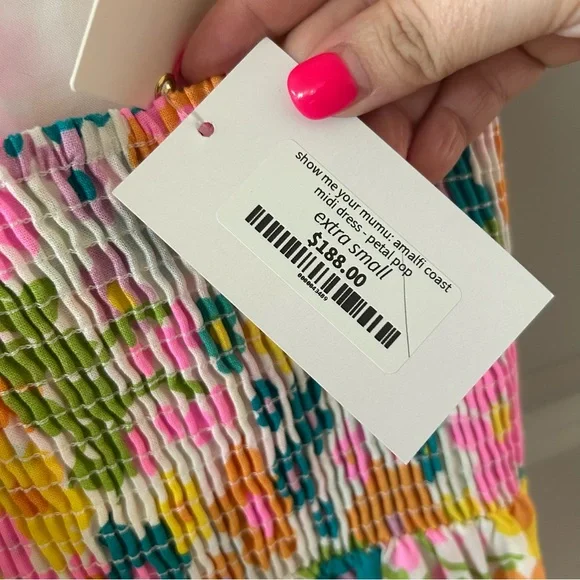 show me your mumu: amalfi coast
midi dress - petal pop
extra small
$188.00